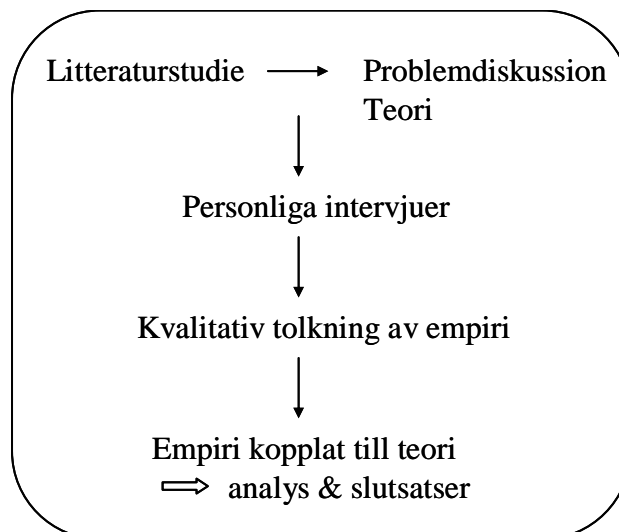 Litteraturstudie → Problemdiskussion
Teori
Personliga intervjuer
Kvalitativ tolkning av empiri
Empiri kopplat till teori
⇨ analys & slutsatser